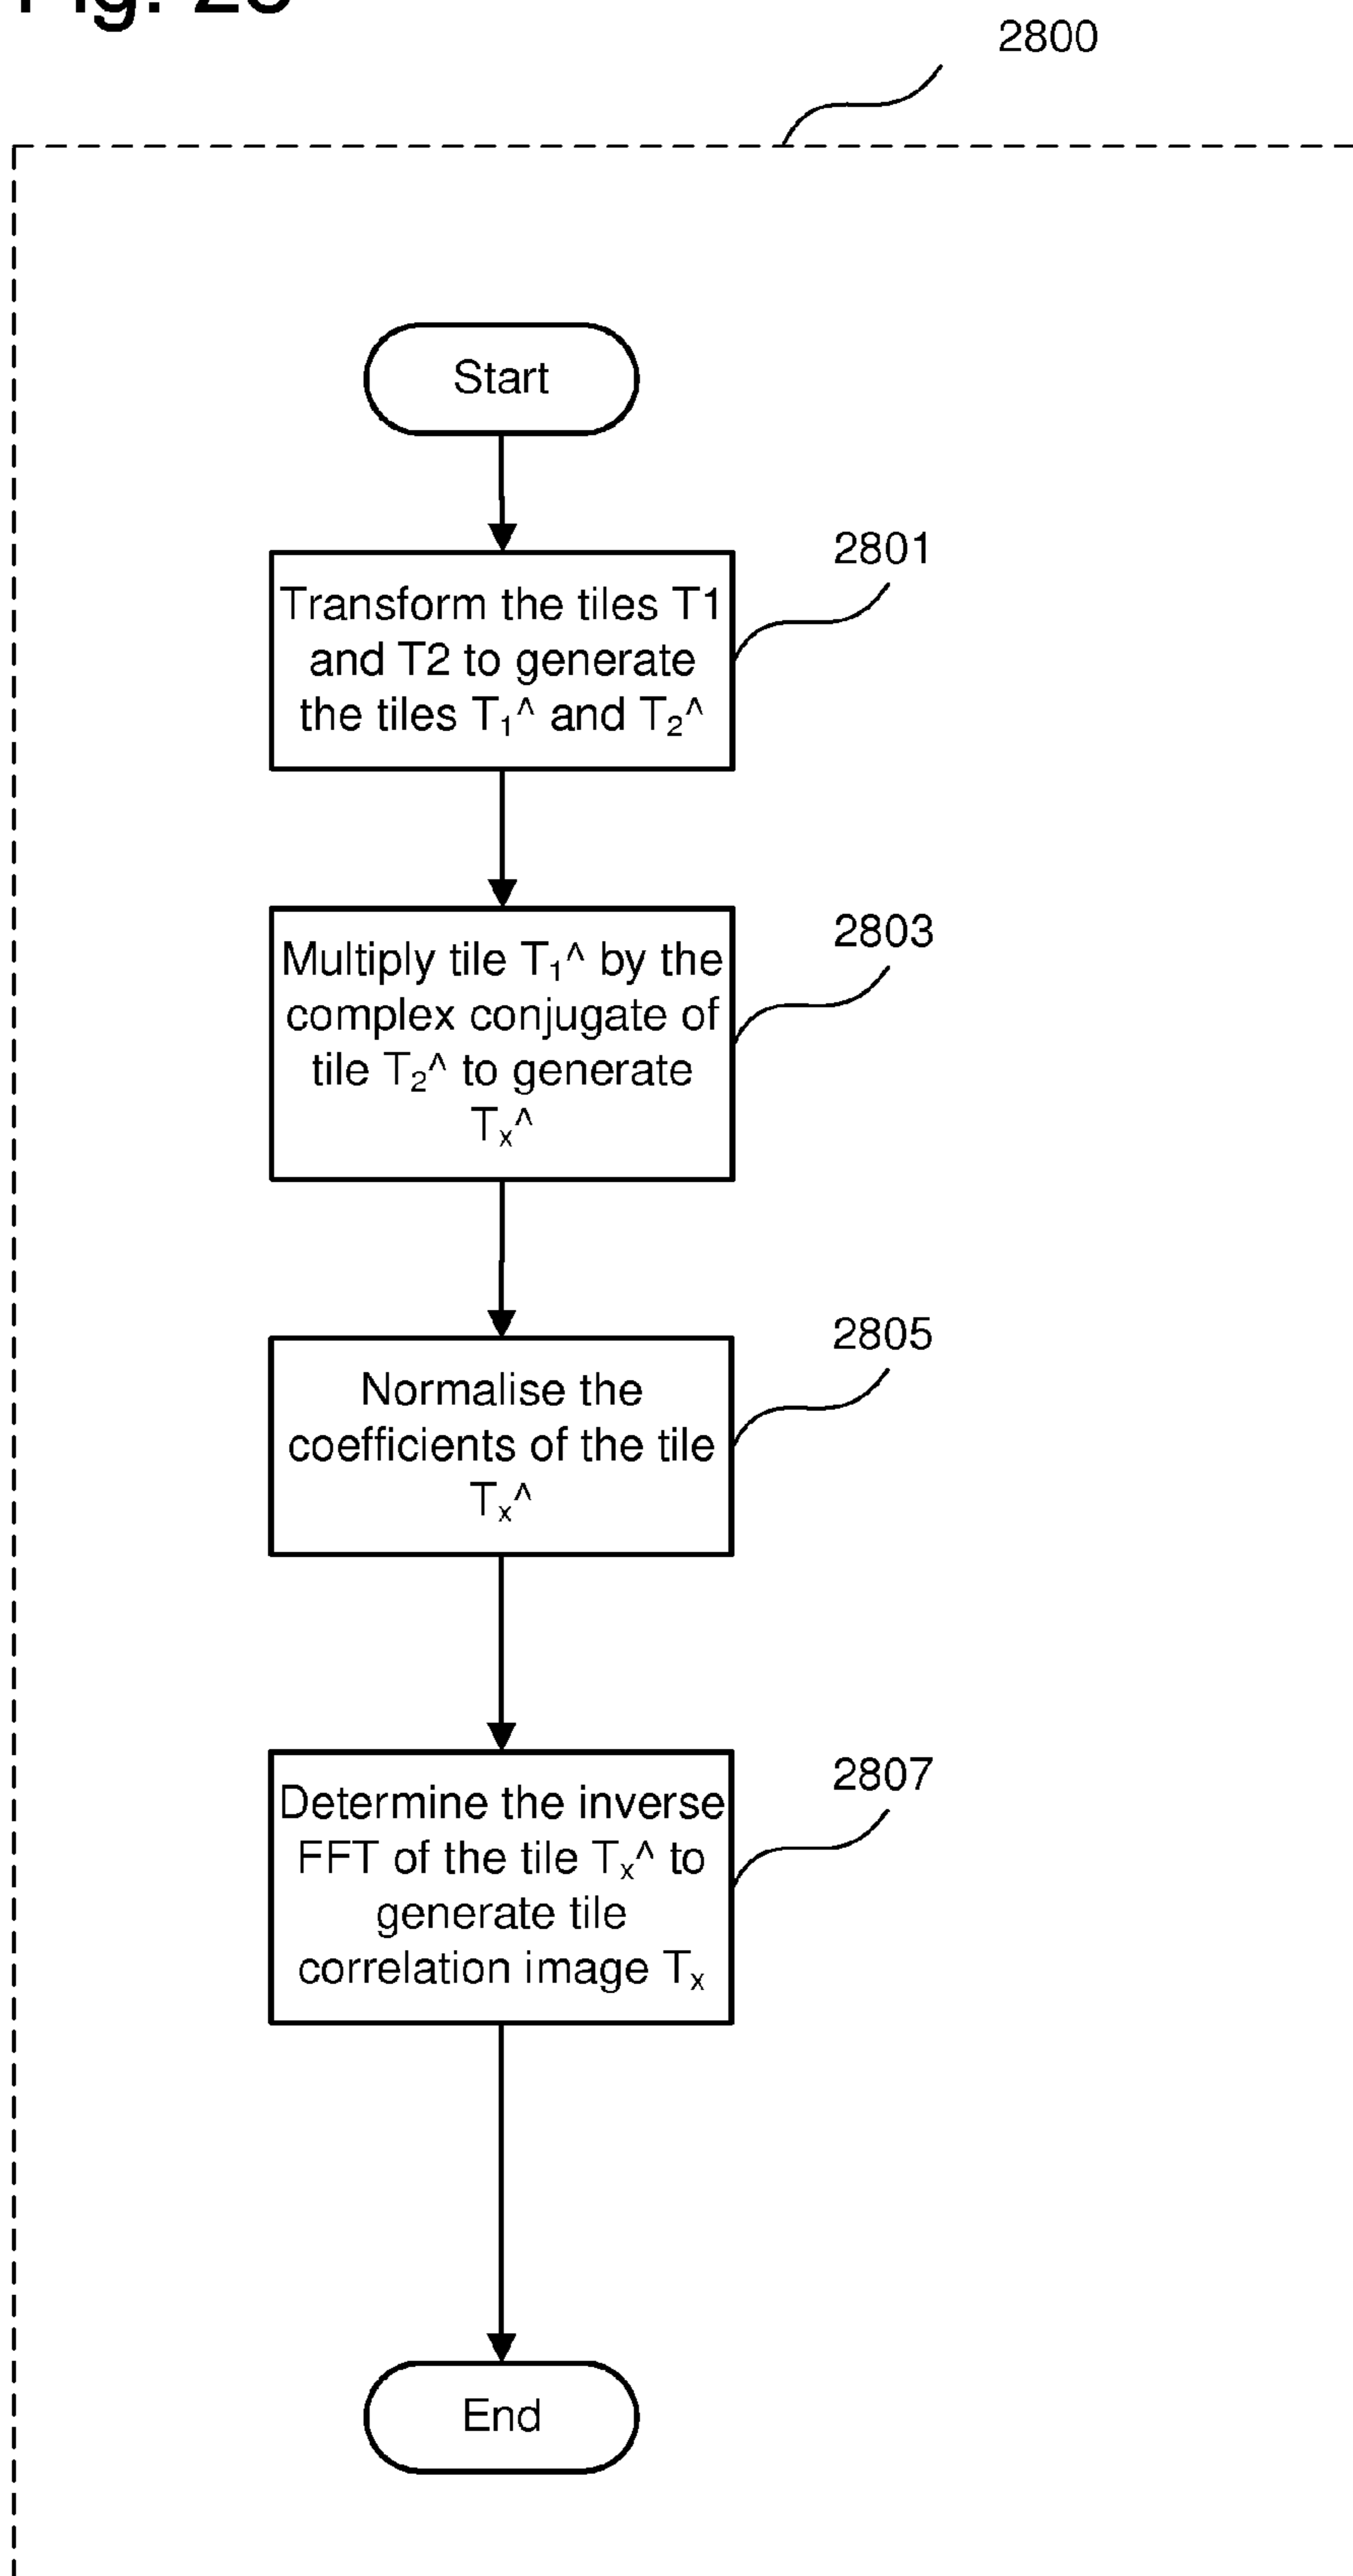 Fig. 28
2800
Start
2801
Transform the tiles T1
and T2 to generate
the tiles T₁^ and T₂^
2803
Multiply tile T₁^ by the
complex conjugate of
tile T₂^ to generate
Tₓ^
2805
Normalise the
coefficients of the tile
Tₓ^
2807
Determine the inverse
FFT of the tile Tₓ^ to
generate tile
correlation image Tₓ
End